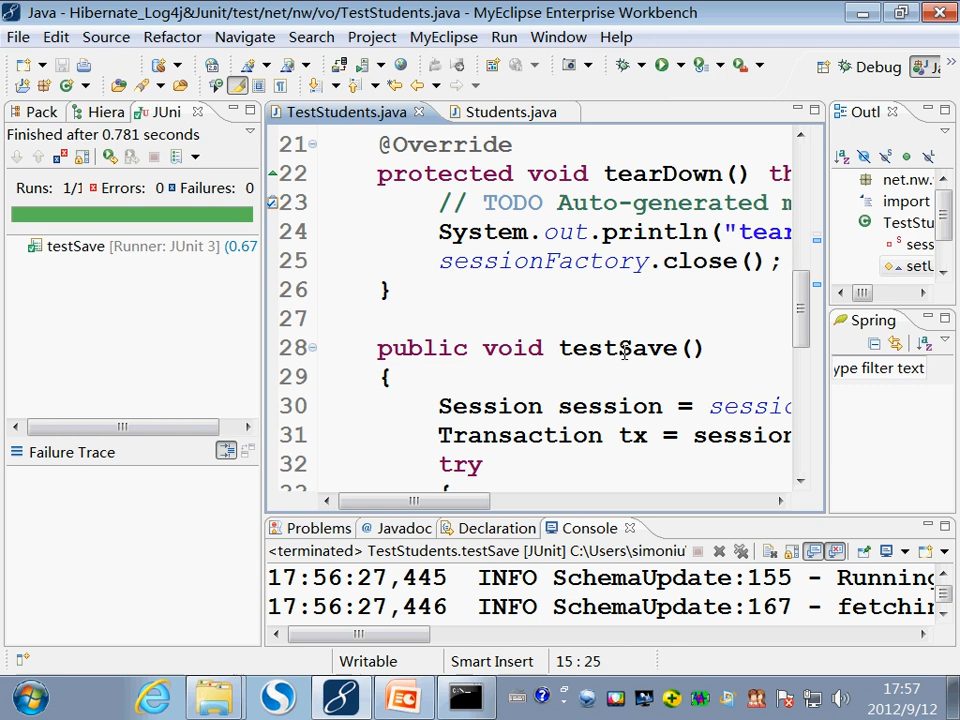 Java - Hibernate_Log4j&Junit/test/net/nw/vo/TestStudents.java - MyEclipse Enterprise Workbench
File Edit Source Refactor Navigate Search Project MyEclipse Run Window Help
Debug
Pack Hiera JUni
Finished after 0.781 seconds
Runs: 1/1 Errors: 0 Failures: 0
testSave [Runner: JUnit 3] (0.67
Failure Trace
TestStudents.java Students.java
21 @Override
22 protected void tearDown() th
23 // TODO Auto-generated m
24 System.out.println("tear
25 sessionFactory.close();
26 }
27
28 public void testSave()
29 {
30 Session session = sessio
31 Transaction tx = session
32 try
{
Outl
net.nw.
import
TestStu
sess
setU
Spring
ype filter text
Problems Javadoc Declaration Console
<terminated> TestStudents.testSave [JUnit] C:\Users\simoniu'
17:56:27,445 INFO SchemaUpdate:155 - Running
17:56:27,446 INFO SchemaUpdate:167 - fetchin
Writable Smart Insert 15 : 25
17:57
2012/9/12